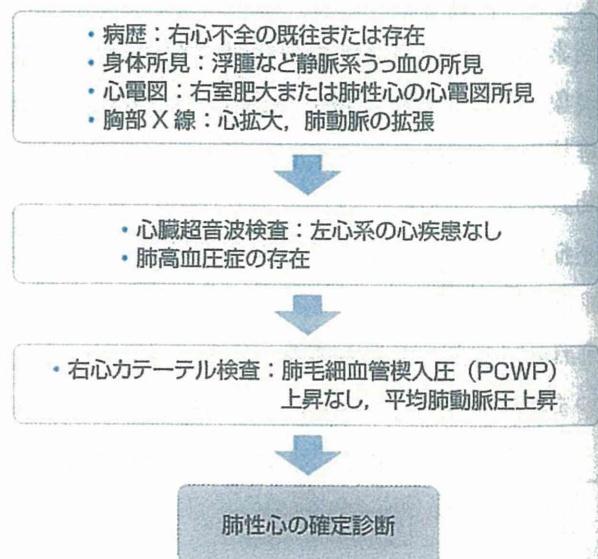 ・病歴：右心不全の既往または存在
・身体所見：浮腫など静脈系うっ血の所見
・心電図：右室肥大または肺性心の心電図所見
・胸部X線：心拡大，肺動脈の拡張
・心臓超音波検査：左心系の心疾患なし
・肺高血圧症の存在
・右心カテーテル検査：肺毛細血管楔入圧（PCWP）
上昇なし，平均肺動脈圧上昇
肺性心の確定診断